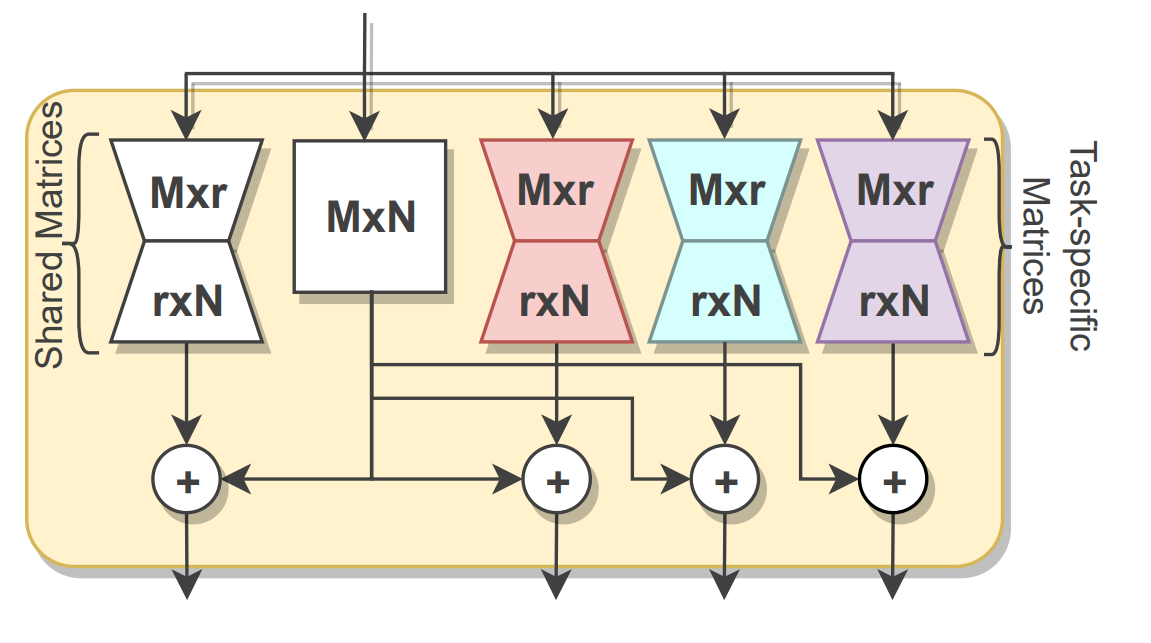 Shared Matrices
Mxr
rxN
MxN
Mxr
rxN
Mxr
rxN
Mxr
rxN
Task-specific
Matrices
+
+
+
+